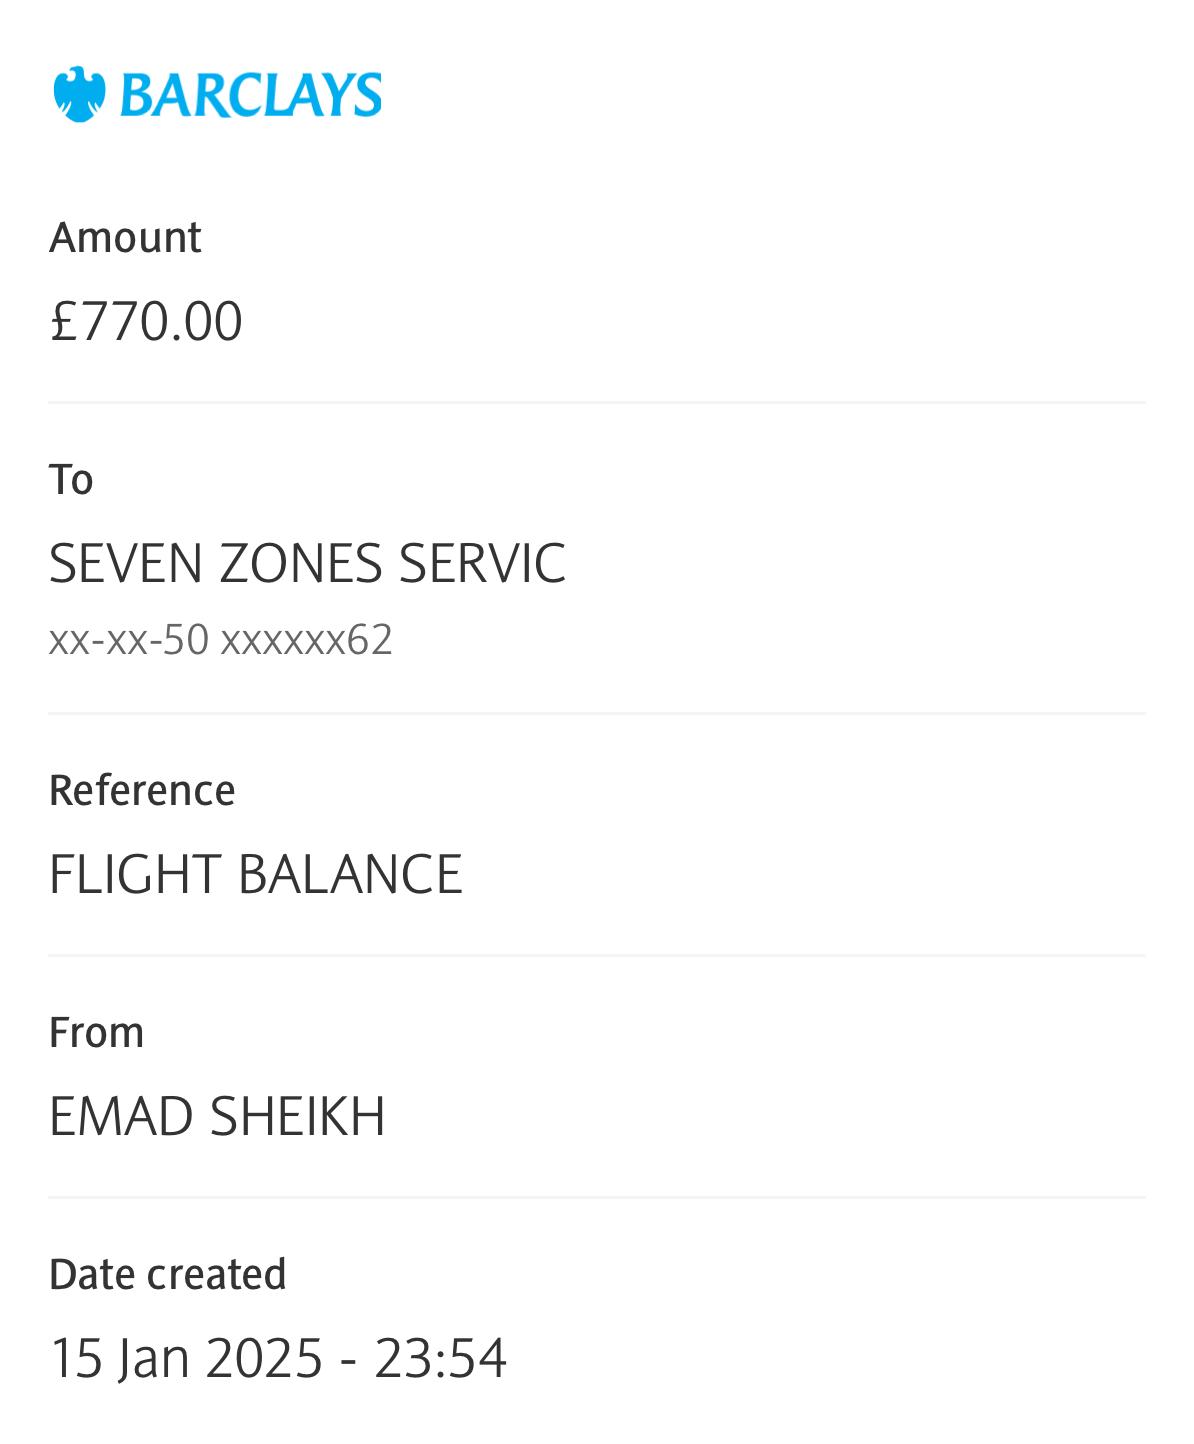 BARCLAYS
Amount
£770.00
To
SEVEN ZONES SERVIC
xx-xx-50 xxxxxx62
Reference
FLIGHT BALANCE
From
EMAD SHEIKH
Date created
15 Jan 2025 - 23:54